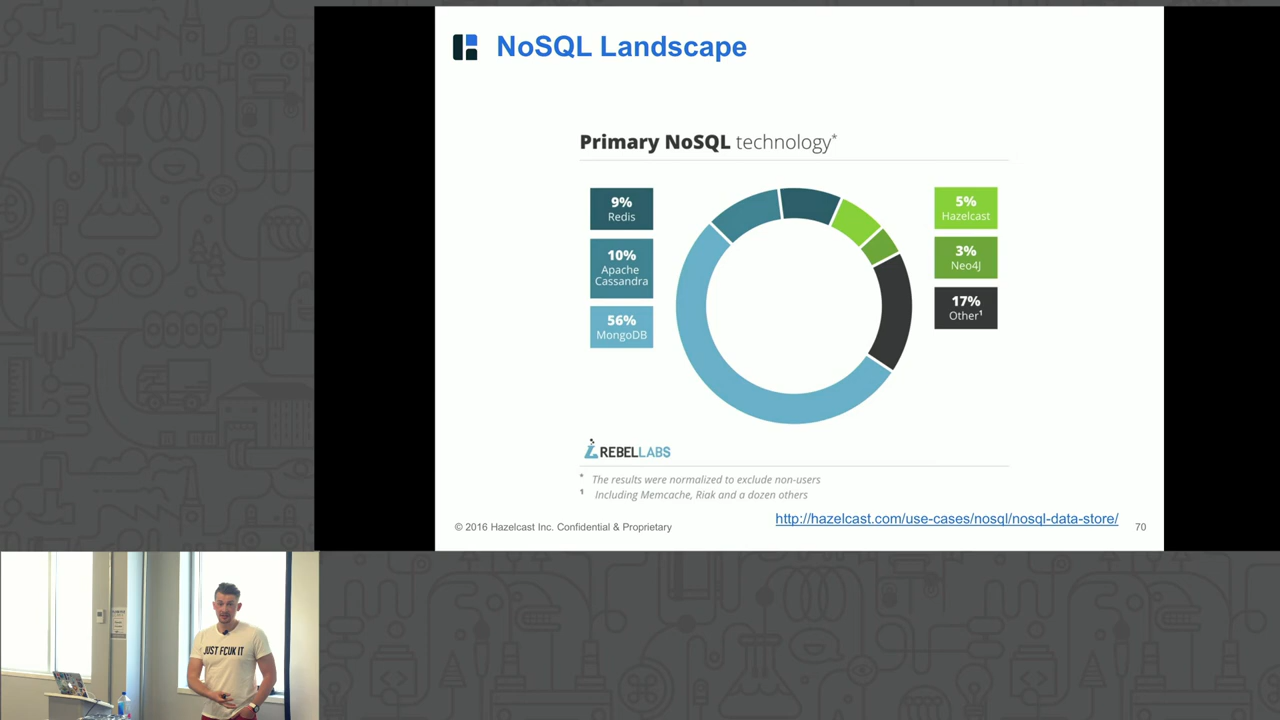 NoSQL Landscape
Primary NoSQL technology*
9%
Redis
10%
Apache
Cassandra
56%
MongoDB
5%
Hazelcast
3%
Neo4J
17%
Other¹
REBELLABS
* The results were normalized to exclude non-users
¹ Including Memcache, Riak and a dozen others
http://hazelcast.com/use-cases/nosql/nosql-data-store/
© 2016 Hazelcast Inc. Confidential & Proprietary
70
JUST FCUK IT